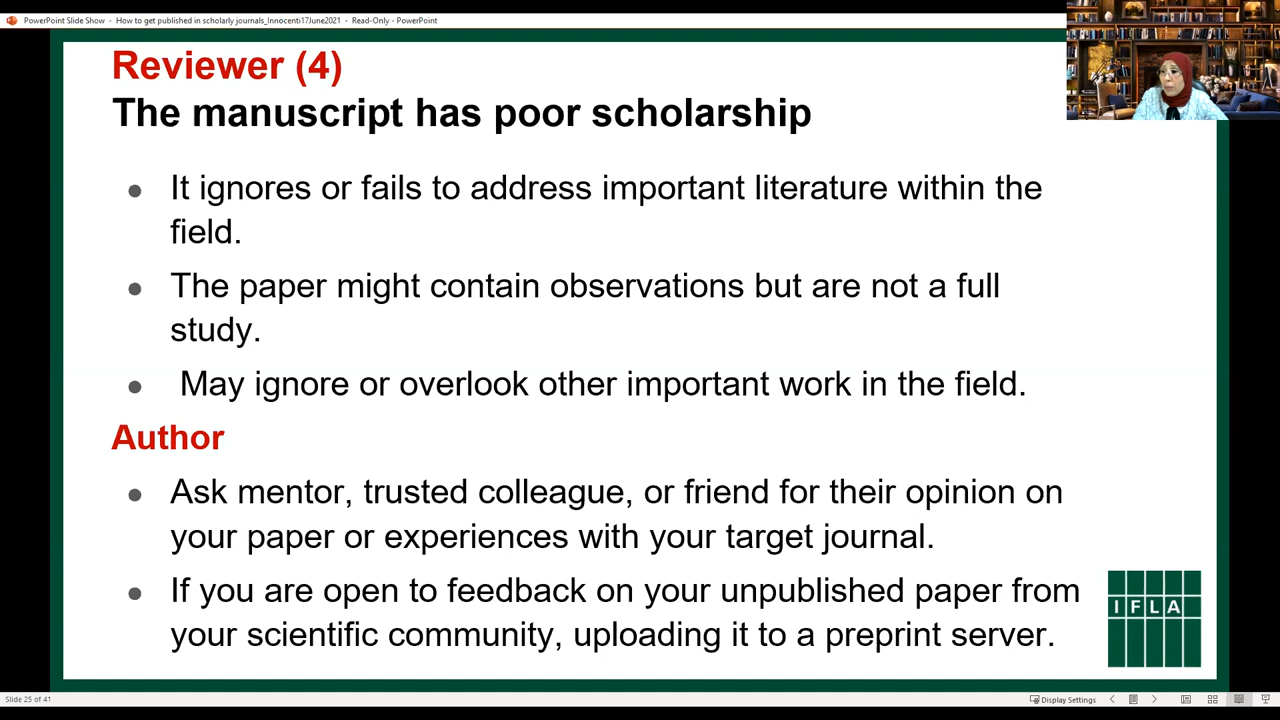 PowerPoint Slide Show - How to get published in scholarly journals_Innocenti17June2021 - Read-Only - PowerPoint
Reviewer (4)
The manuscript has poor scholarship
● It ignores or fails to address important literature within the
field.
● The paper might contain observations but are not a full
study.
● May ignore or overlook other important work in the field.
Author
● Ask mentor, trusted colleague, or friend for their opinion on
your paper or experiences with your target journal.
● If you are open to feedback on your unpublished paper from
your scientific community, uploading it to a preprint server.
IFLA
Slide 25 of 41
Display Settings